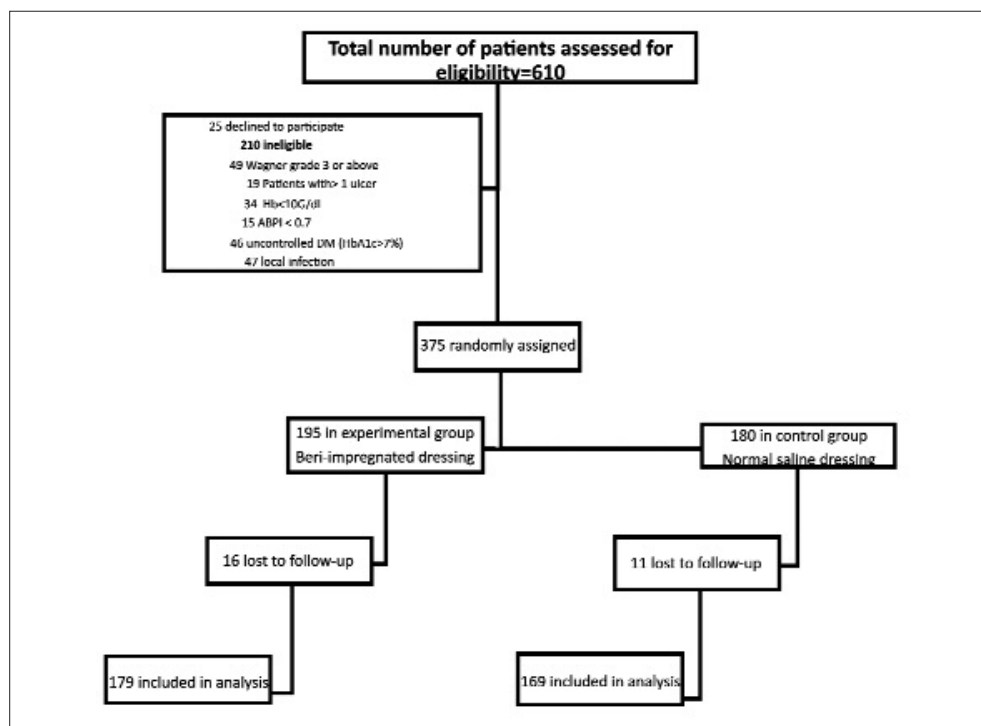 Total number of patients assessed for
eligibility=610
25 declined to participate
210 ineligible
49 Wagner grade 3 or above
19 Patients with> 1 ulcer
34 Hb<10G/dl
15 ABPI < 0.7
46 uncontrolled DM (HbA1c>7%)
47 local infection
375 randomly assigned
195 in experimental group
Beri-impregnated dressing
180 in control group
Normal saline dressing
16 lost to follow-up
11 lost to follow-up
179 included in analysis
169 included in analysis